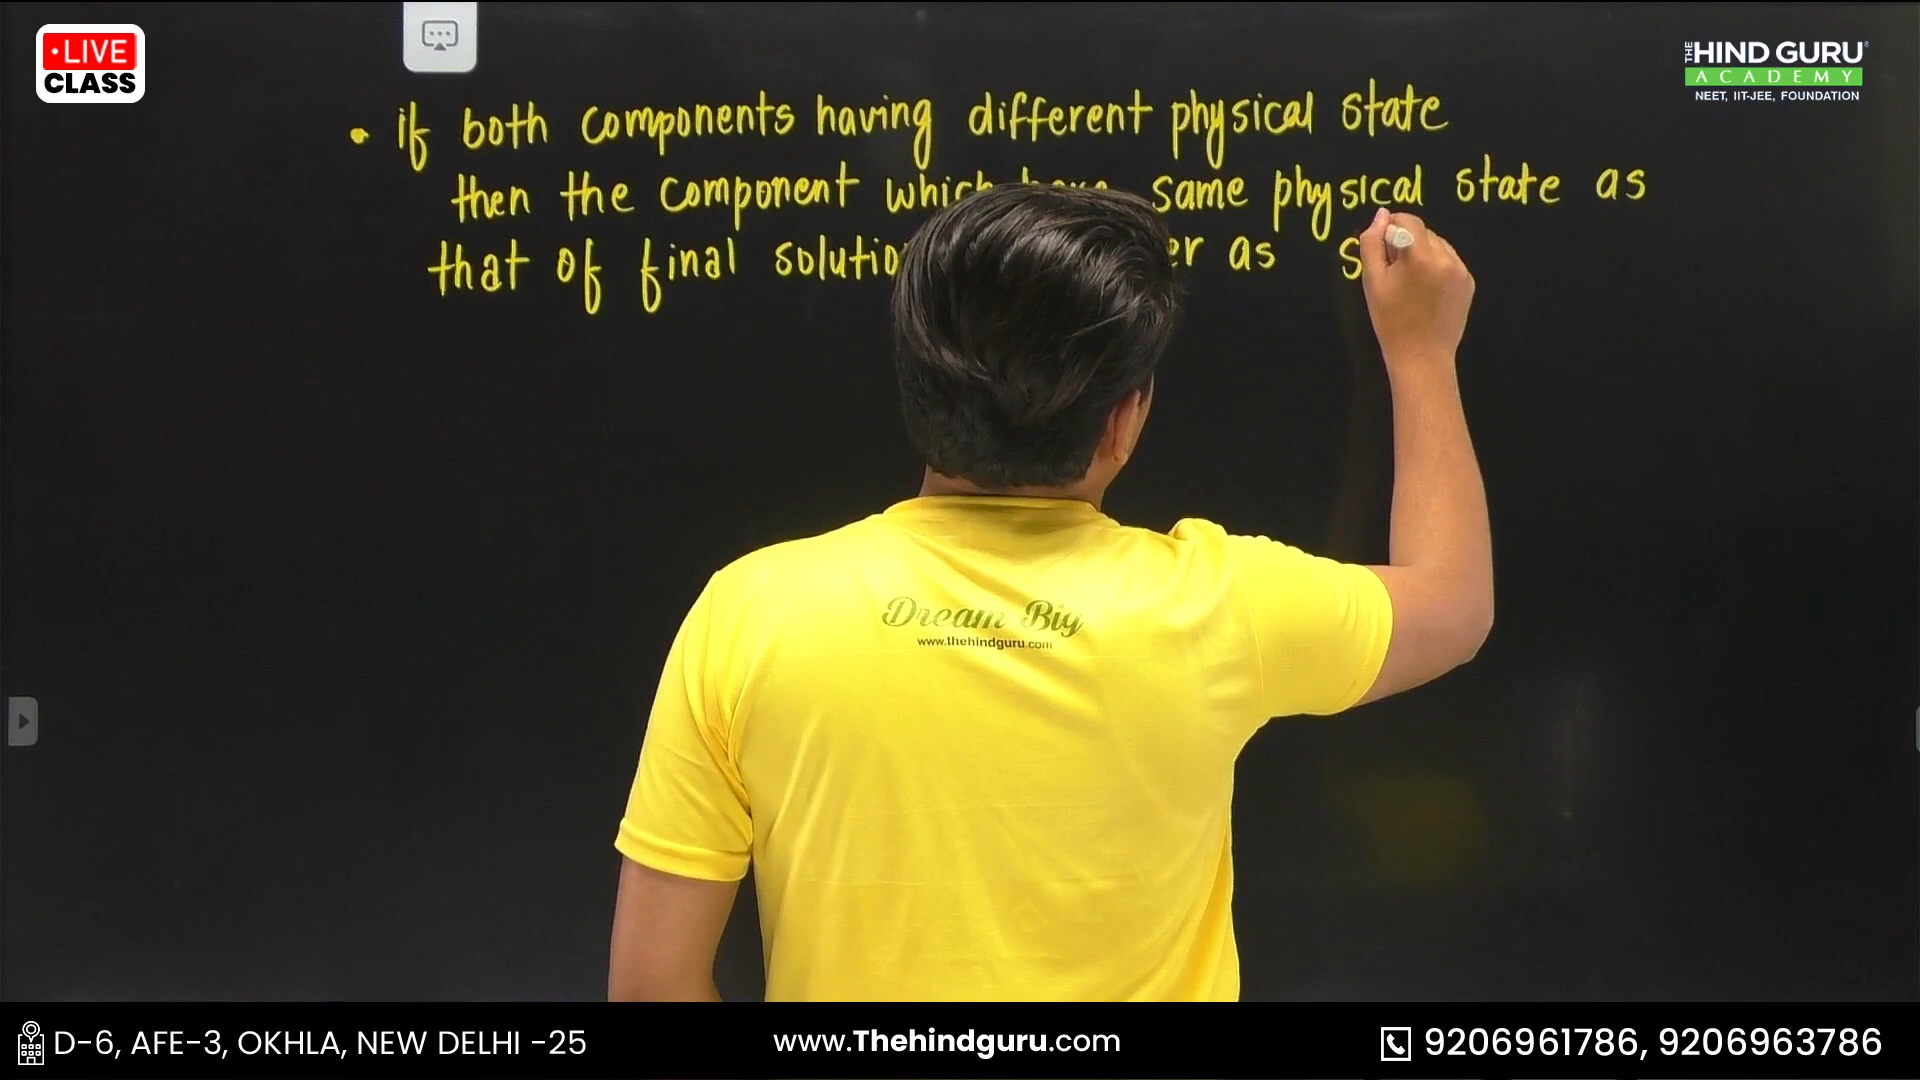 LIVE
CLASS
THE HIND GURU
ACADEMY
NEET, IIT-JEE, FOUNDATION
• if both components having different physical state
then the component which same physical state as
that of final as
Dream Big
www.thehindguru.com
D-6, AFE-3, OKHLA, NEW DELHI -25
www.Thehindguru.com
9206961786, 9206963786